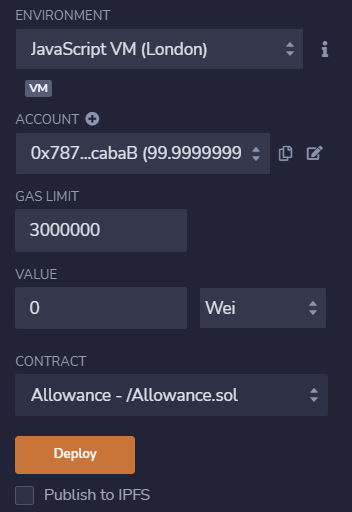 ENVIRONMENT
JavaScript VM (London)
VM
ACCOUNT
0x787...cabaB (99.9999999
GAS LIMIT
3000000
VALUE
0 Wei
CONTRACT
Allowance - /Allowance.sol
Deploy
Publish to IPFS